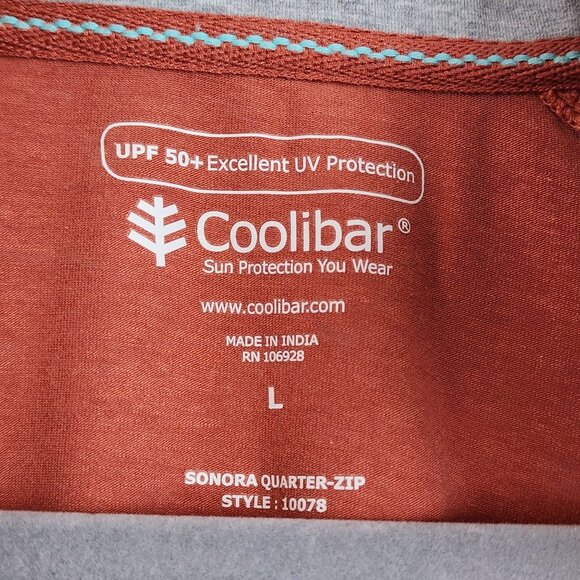 UPF 50+ Excellent UV Protection
Coolibar®
Sun Protection You Wear
www.coolibar.com
MADE IN INDIA
RN 106928
L
SONORA QUARTER-ZIP
STYLE : 10078